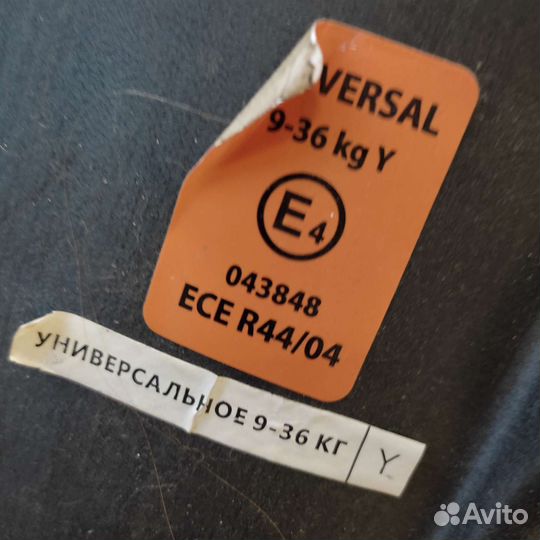 VERSAL
9-36 kg Y
E4
043848
ECE R44/04
УНИВЕРСАЛЬНОЕ 9-36 КГ Y
Avito